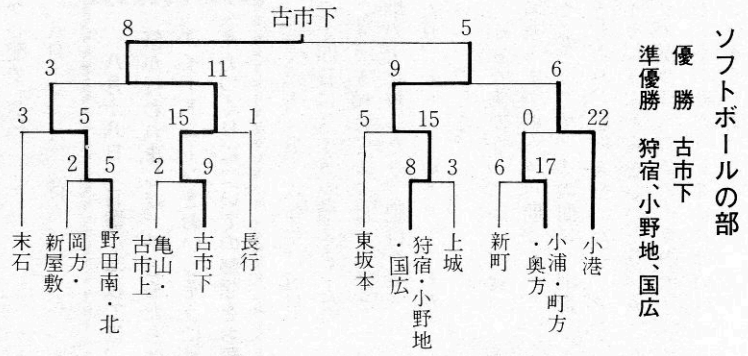 ソフトボールの部
優勝 古市下
準優勝 狩宿、小野地、国広
古市下
8 5
3 11 9 6
3 5 15 1 5 15 0 22
2 5 2 9 8 3 6 17
末石
岡方・
新屋敷
野田南・北
亀山・
古市上
古市下
長行
東坂本
狩宿・小野地
・国広
上城
新町
小浦・町方
・奥方
小港